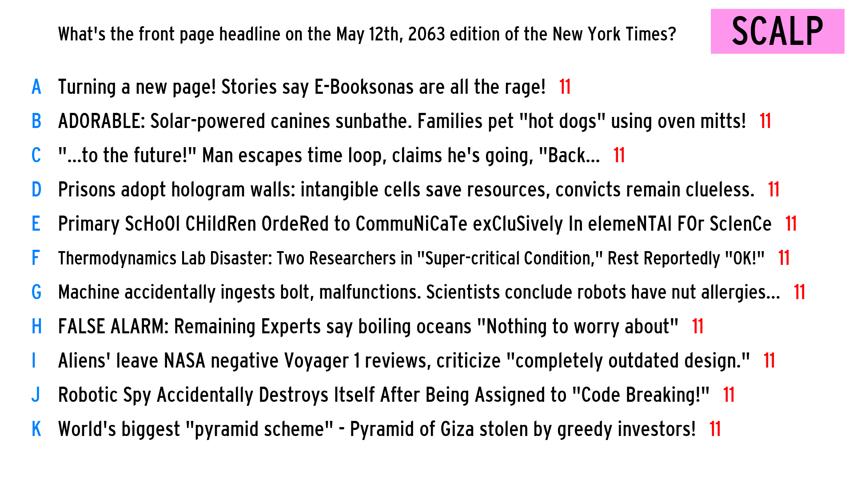 What's the front page headline on the May 12th, 2063 edition of the New York Times?
SCALP
A Turning a new page! Stories say E-Booksonas are all the rage! 11
B ADORABLE: Solar-powered canines sunbathe. Families pet "hot dogs" using oven mitts! 11
C "...to the future!" Man escapes time loop, claims he's going, "Back... 11
D Prisons adopt hologram walls: intangible cells save resources, convicts remain clueless. 11
E Primary ScHoOl CHildRen OrdeRed to CommuNiCaTe exCluSively In elemeNTAl FOr ScIenCe 11
F Thermodynamics Lab Disaster: Two Researchers in "Super-critical Condition," Rest Reportedly "OK!" 11
G Machine accidentally ingests bolt, malfunctions. Scientists conclude robots have nut allergies... 11
H FALSE ALARM: Remaining Experts say boiling oceans "Nothing to worry about" 11
I Aliens' leave NASA negative Voyager 1 reviews, criticize "completely outdated design." 11
J Robotic Spy Accidentally Destroys Itself After Being Assigned to "Code Breaking!" 11
K World's biggest "pyramid scheme" - Pyramid of Giza stolen by greedy investors! 11